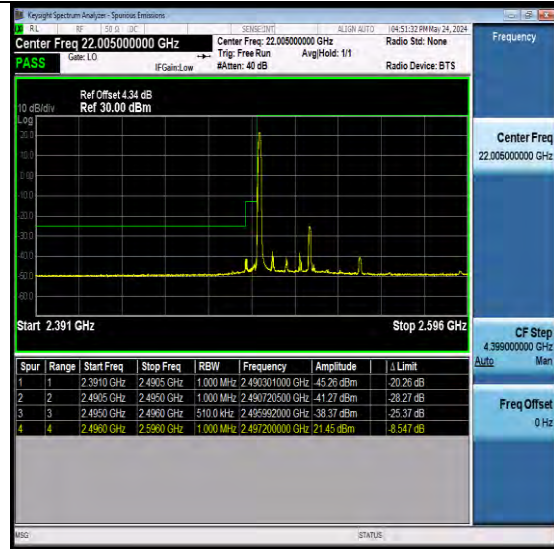 Keysight Spectrum Analyzer - Spurious Emissions
RL RF 50 Ω DC SENSE:INT ALIGN AUTO 04:51:32 PM May 24, 2024
Center Freq 22.005000000 GHz
Center Freq: 22.005000000 GHz Radio Std: None
Gate: LO Trig: Free Run Avg|Hold: 1/1
PASS IFGain:Low #Atten: 40 dB Radio Device: BTS
Ref Offset 4.34 dB
10 dB/div Ref 30.00 dBm
Log
20.0
10.0
0.00
-10.0
-20.0
-30.0
-40.0
-50.0
-60.0
Start 2.391 GHz Stop 2.596 GHz
Spur Range Start Freq Stop Freq RBW Frequency Amplitude Δ Limit
1 1 2.3910 GHz 2.4905 GHz 1.000 MHz 2.490301000 GHz -45.26 dBm -20.26 dB
2 2 2.4905 GHz 2.4950 GHz 1.000 MHz 2.490720500 GHz -41.27 dBm -28.27 dB
3 3 2.4950 GHz 2.4960 GHz 510.0 kHz 2.495992000 GHz -38.37 dBm -25.37 dB
4 4 2.4960 GHz 2.5960 GHz 1.000 MHz 2.497200000 GHz 21.45 dBm -8.547 dB
MSG STATUS
Frequency
Center Freq
22.005000000 GHz
CF Step
4.399000000 GHz
Auto Man
Freq Offset
0 Hz